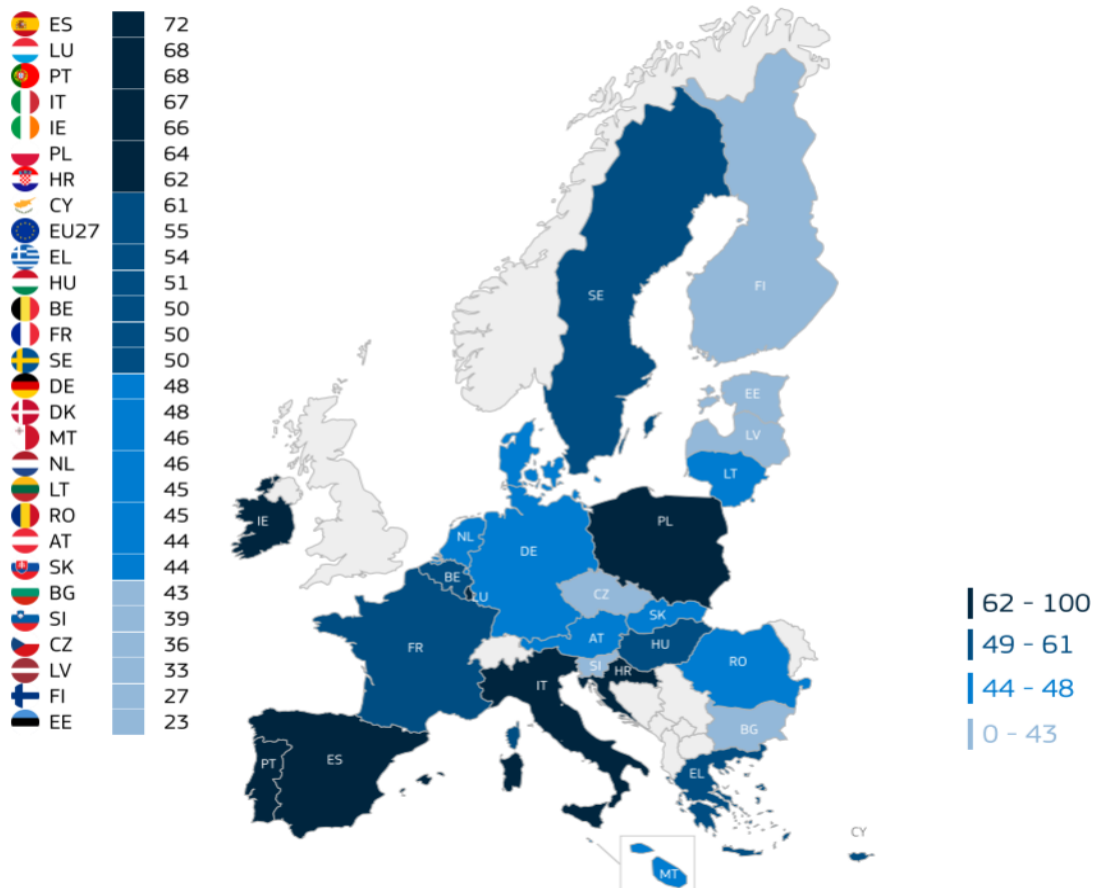 ES 72
LU 68
PT 68
IT 67
IE 66
PL 64
HR 62
CY 61
EU27 55
EL 54
HU 51
BE 50
FR 50
SE 50
DE 48
DK 48
MT 46
NL 46
LT 45
RO 45
AT 44
SK 44
BG 43
SI 39
CZ 36
LV 33
FI 27
EE 23
FI
SE
EE
LV
LT
IE
PL
NL
DE
BE
LU
CZ
SK
AT
HU
FR
SI
HR
RO
IT
BG
PT
ES
EL
CY
MT
62 - 100
49 - 61
44 - 48
0 - 43